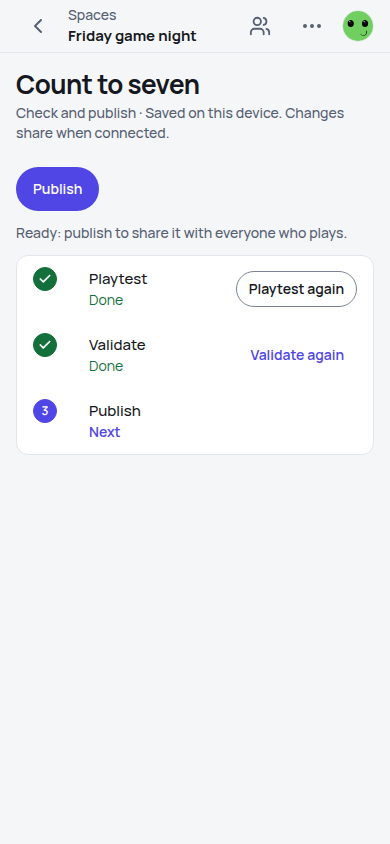 Spaces
Friday game night
Count to seven
Check and publish · Saved on this device. Changes
share when connected.
Publish
Ready: publish to share it with everyone who plays.
Playtest
Done
Playtest again
Validate
Done
Validate again
3
Publish
Next